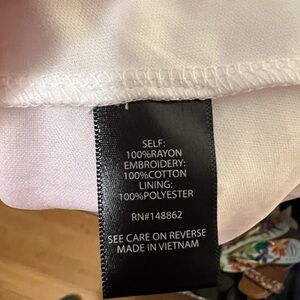 SELF:
100%RAYON
EMBROIDERY:
100%COTTON
LINING:
100%POLYESTER
RN#148862
SEE CARE ON REVERSE
MADE IN VIETNAM